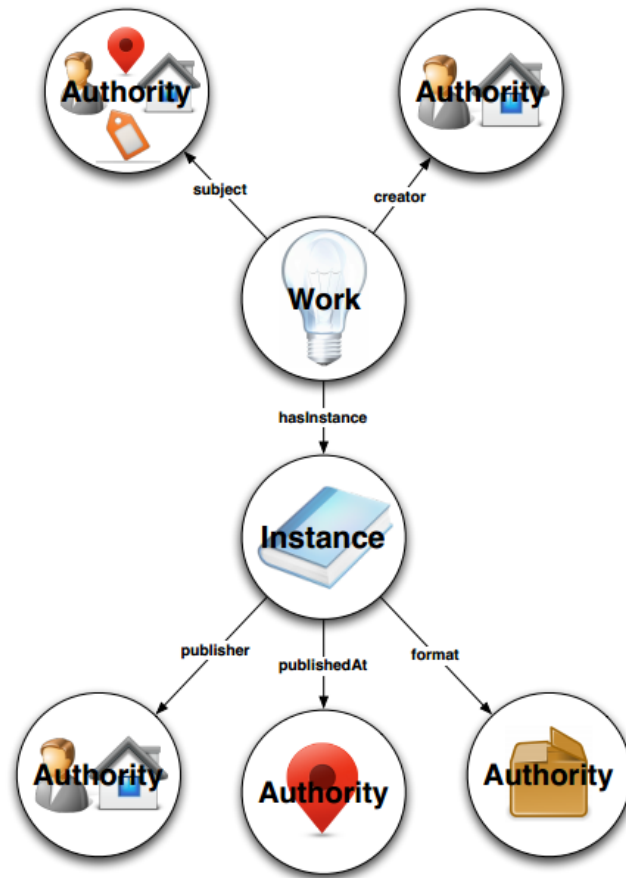 Authority
Authority
subject
creator
Work
hasInstance
Instance
publisher
publishedAt
format
Authority
Authority
Authority